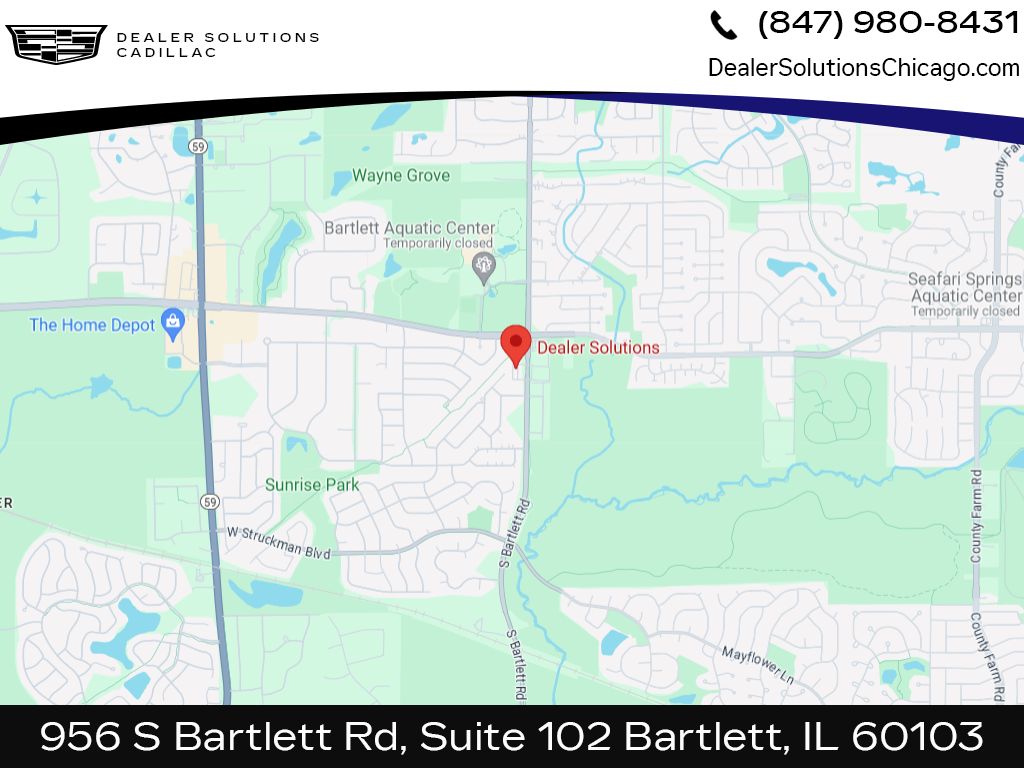 DEALER SOLUTIONS
CADILLAC
(847) 980-8431
DealerSolutionsChicago.com
59
County Fa
Wayne Grove
Bartlett Aquatic Center
Temporarily closed
Seafari Springs
Aquatic Center
Temporarily closed
The Home Depot
Dealer Solutions
Sunrise Park
ER
59
W Struckman Blvd
S Bartlett Rd
County Farm Rd
S Bartlett Rd
Mayflower Ln
County Farm Rd
956 S Bartlett Rd, Suite 102 Bartlett, IL 60103